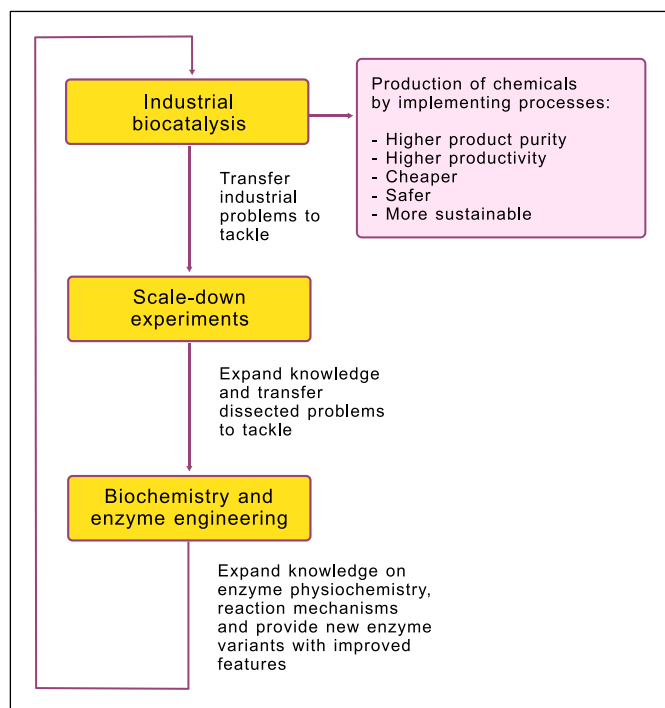 Industrial
biocatalysis
Production of chemicals
by implementing processes:
- Higher product purity
- Higher productivity
- Cheaper
- Safer
- More sustainable
Transfer
industrial
problems to
tackle
Scale-down
experiments
Expand knowledge
and transfer
dissected problems
to tackle
Biochemistry and
enzyme engineering
Expand knowledge on
enzyme physiochemistry,
reaction mechanisms
and provide new enzyme
variants with improved
features